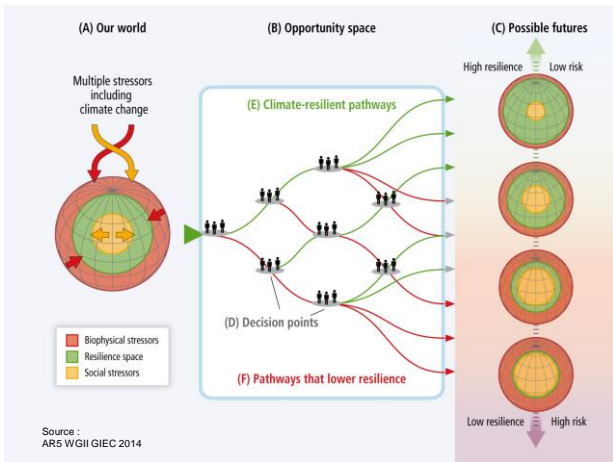 (A) Our world
(B) Opportunity space
(C) Possible futures
Multiple stressors
including
climate change
(E) Climate-resilient pathways
High resilience
Low risk
(D) Decision points
Biophysical stressors
Resilience space
Social stressors
(F) Pathways that lower resilience
Low resilience
High risk
Source :
AR5 WGII GIEC 2014